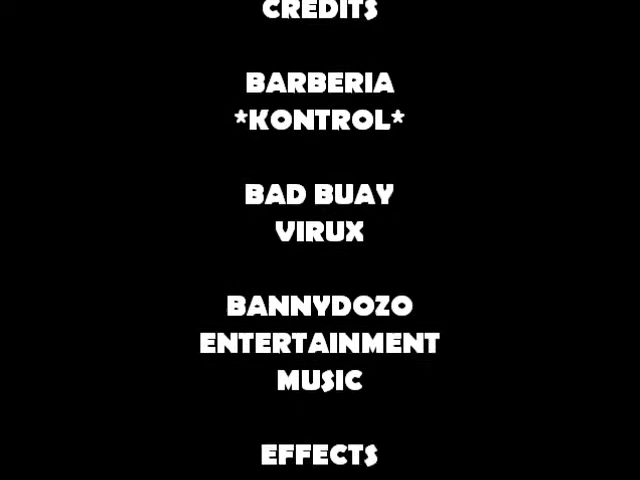 CREDITS
BARBERIA
*KONTROL*
BAD BUAY
VIRUX
BANNYDOZO
ENTERTAINMENT
MUSIC
EFFECTS